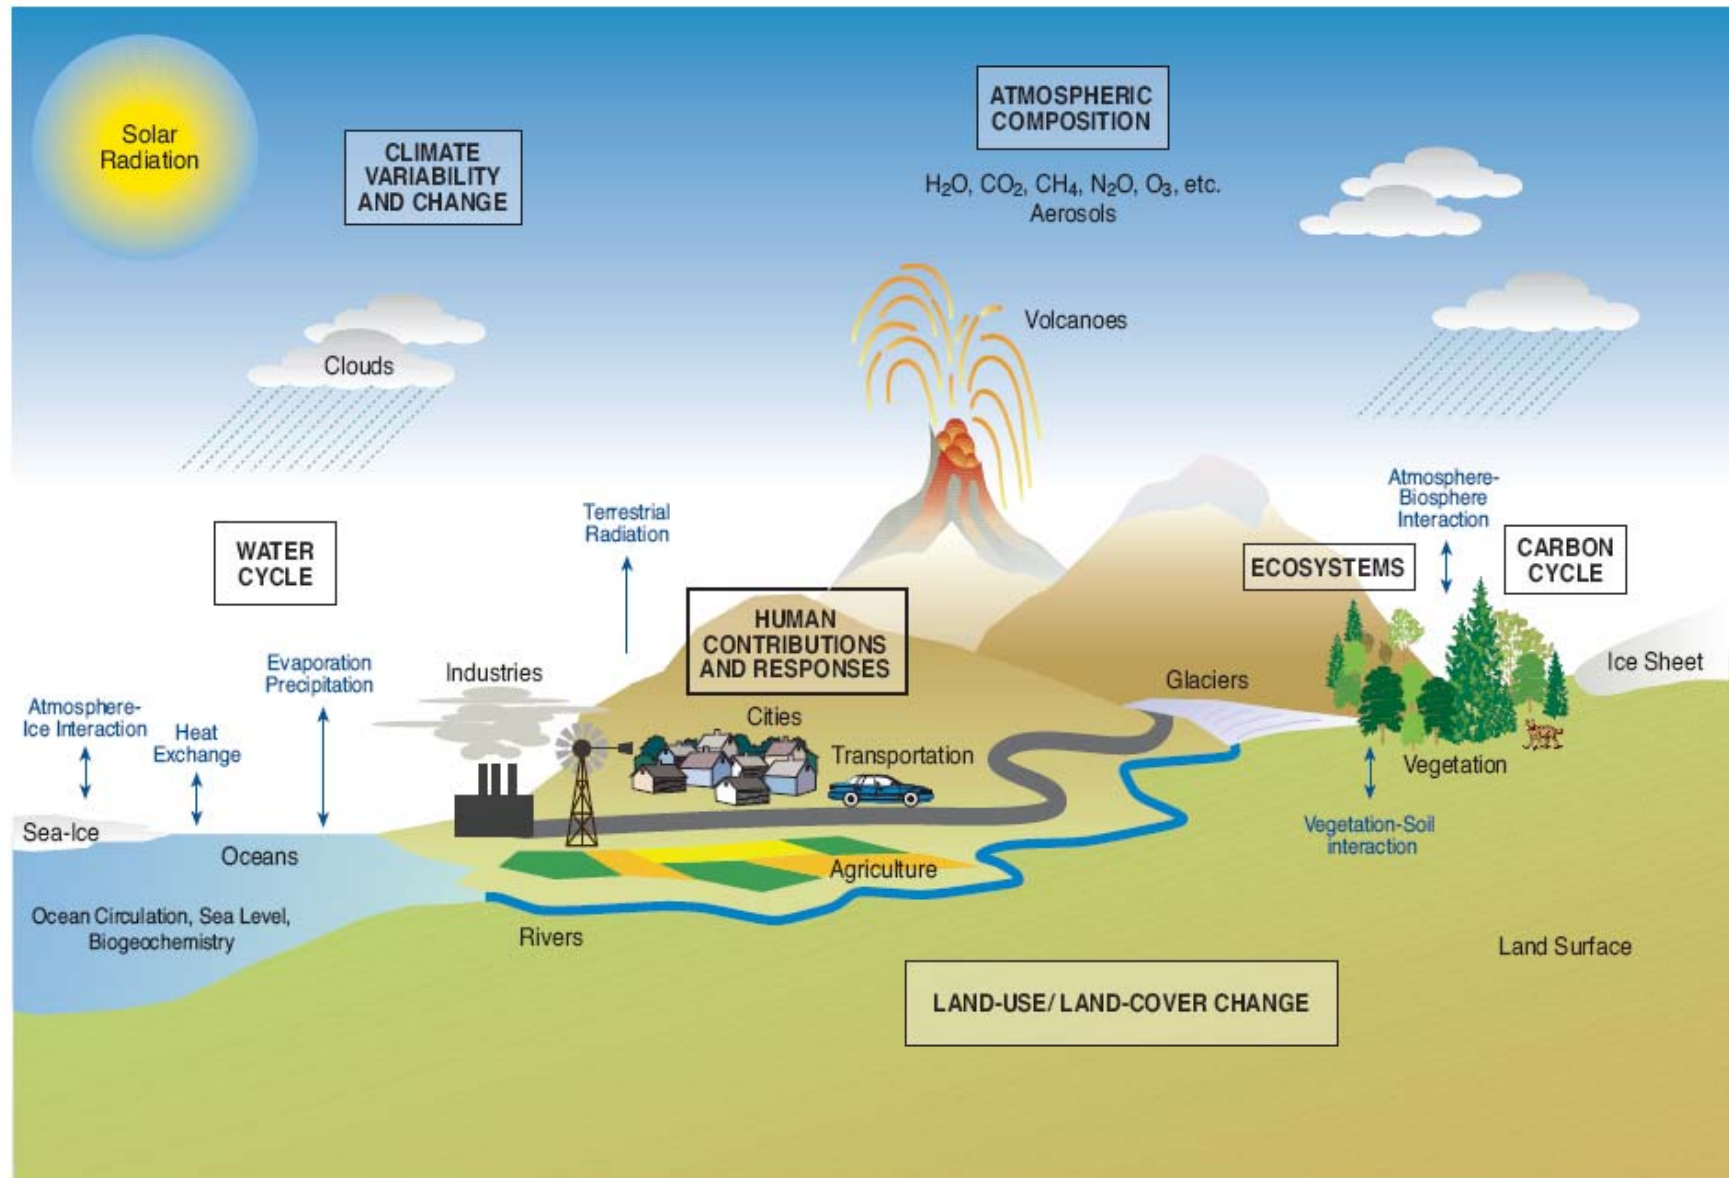 Solar
Radiation
CLIMATE
VARIABILITY
AND CHANGE
ATMOSPHERIC
COMPOSITION
H₂O, CO₂, CH₄, N₂O, O₃, etc.
Aerosols
Volcanoes
Clouds
Atmosphere-
Biosphere
Interaction
Terrestrial
Radiation
WATER
CYCLE
ECOSYSTEMS
CARBON
CYCLE
HUMAN
CONTRIBUTIONS
AND RESPONSES
Evaporation
Precipitation
Industries
Ice Sheet
Glaciers
Atmosphere-
Ice Interaction
Heat
Exchange
Cities
Transportation
Vegetation
Sea-Ice
Oceans
Vegetation-Soil
interaction
Agriculture
Ocean Circulation, Sea Level,
Biogeochemistry
Rivers
Land Surface
LAND-USE/ LAND-COVER CHANGE